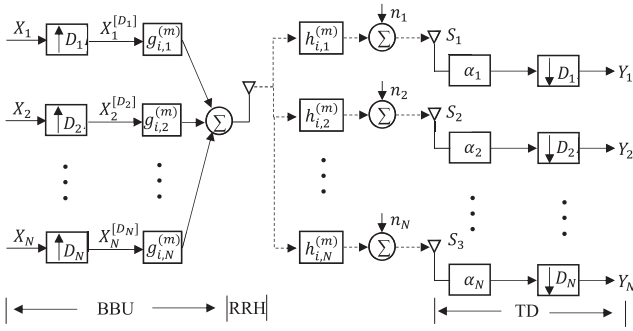 X_1 ↑D_1 X_1^{[D_1]} g_{i,1}^{(m)} h_{i,1}^{(m)} n_1 Σ S_1 α_1 ↓D_1 Y_1
X_2 ↑D_2 X_2^{[D_2]} g_{i,2}^{(m)} Σ h_{i,2}^{(m)} n_2 Σ S_2 α_2 ↓D_2 Y_2
X_N ↑D_N X_N^{[D_N]} g_{i,N}^{(m)} h_{i,N}^{(m)} n_N Σ S_3 α_N ↓D_N Y_N
BBU RRH TD